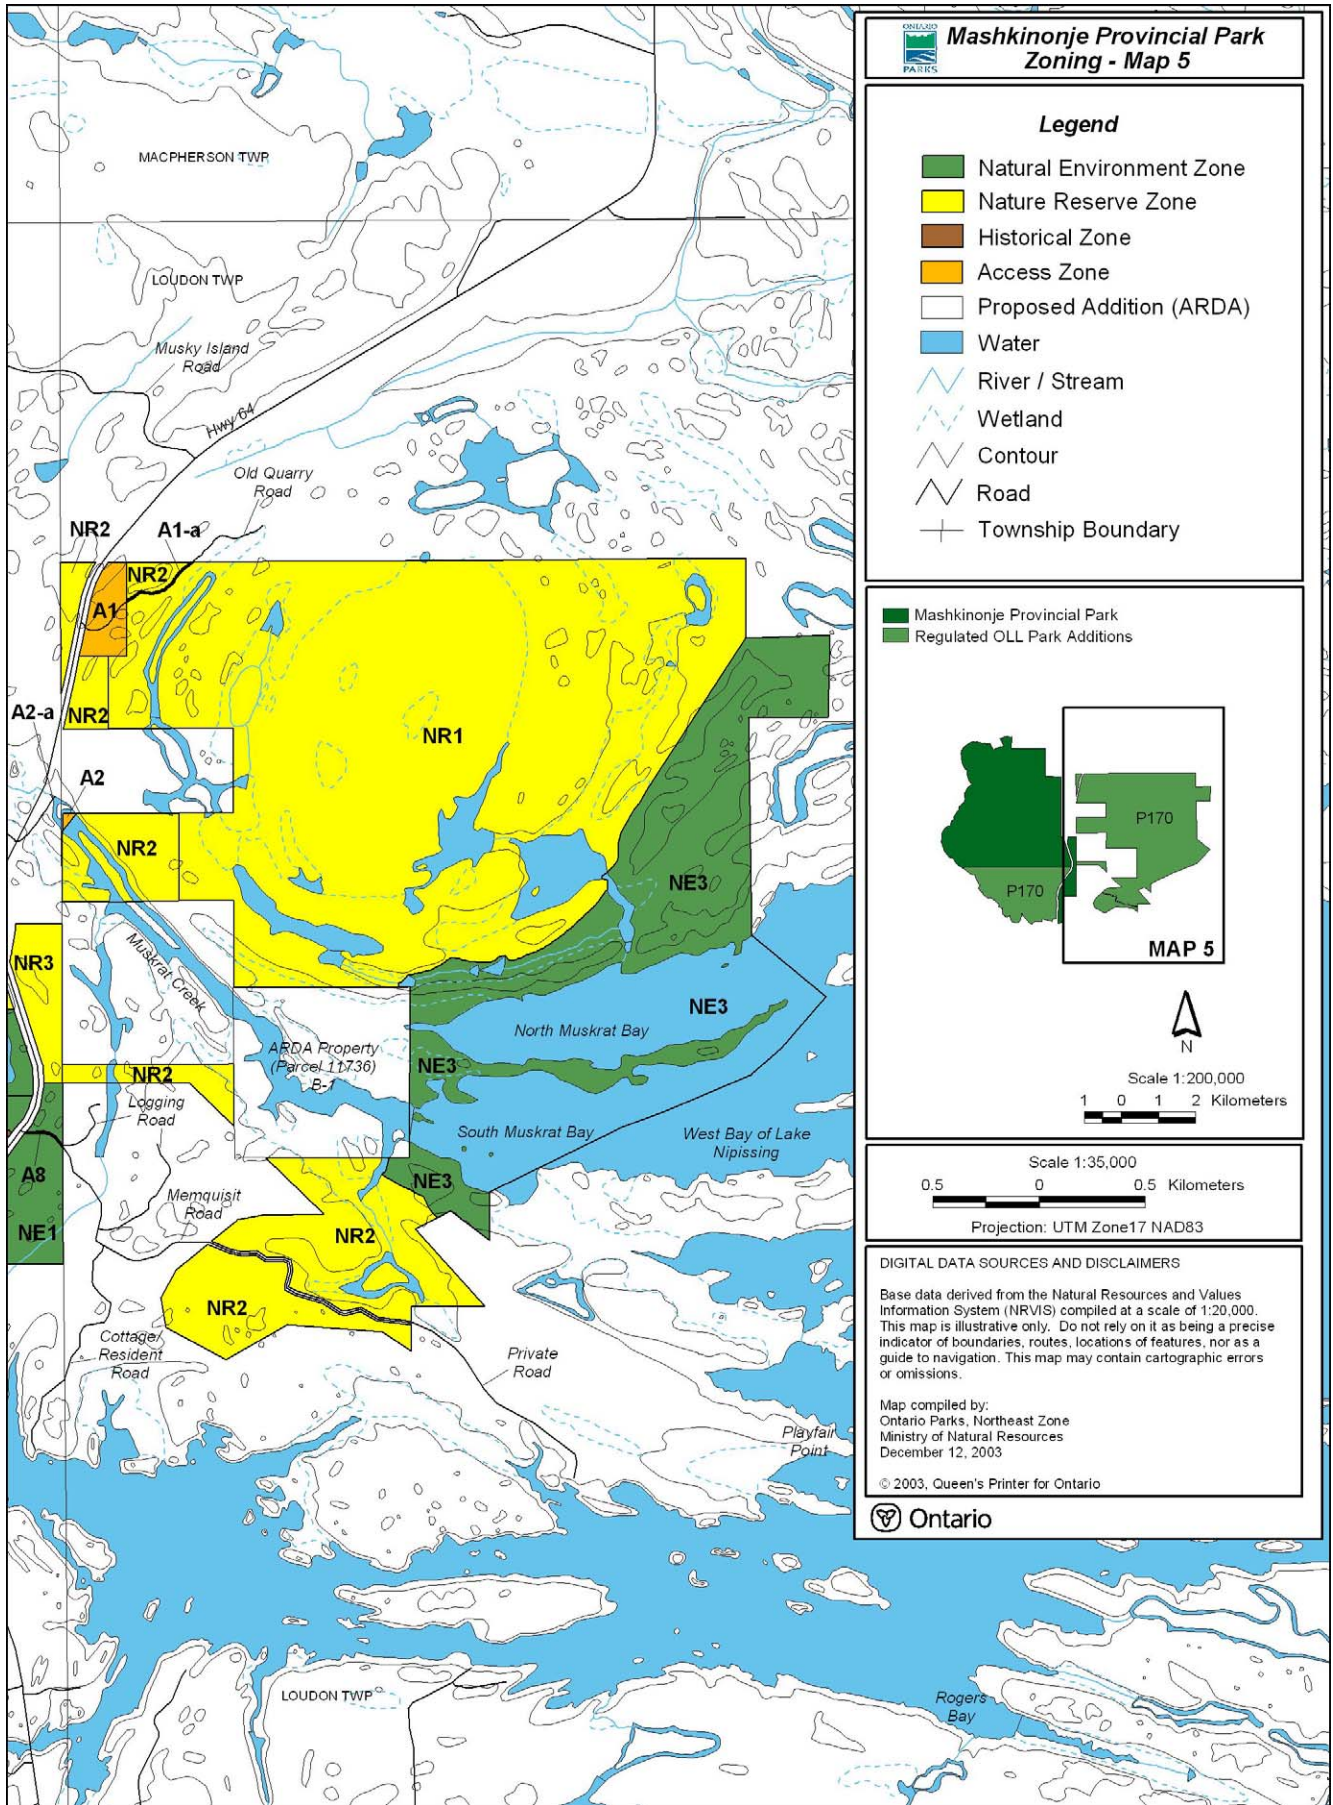 ONTARIO
PARKS
Mashkinonje Provincial Park
Zoning - Map 5
Legend
Natural Environment Zone
Nature Reserve Zone
Historical Zone
Access Zone
Proposed Addition (ARDA)
Water
River / Stream
Wetland
Contour
Road
Township Boundary
Mashkinonje Provincial Park
Regulated OLL Park Additions
P170
P170
MAP 5
N
Scale 1:200,000
1 0 1 2 Kilometers
Scale 1:35,000
0.5 0 0.5 Kilometers
Projection: UTM Zone17 NAD83
DIGITAL DATA SOURCES AND DISCLAIMERS
Base data derived from the Natural Resources and Values
Information System (NRVIS) compiled at a scale of 1:20,000.
This map is illustrative only. Do not rely on it as being a precise
indicator of boundaries, routes, locations of features, nor as a
guide to navigation. This map may contain cartographic errors
or omissions.
Map compiled by:
Ontario Parks, Northeast Zone
Ministry of Natural Resources
December 12, 2003
© 2003, Queen's Printer for Ontario
Ontario
MACPHERSON TWP
LOUDON TWP
Musky Island
Road
Hwy 64
Old Quarry
Road
NR2
A1-a
NR2
A1
A2-a
NR2
NR1
A2
NR2
NE3
Muskrat Creek
NR3
NE3
North Muskrat Bay
ARDA Property
(Parcel 11736)
B-1
NE3
NR2
Logging
Road
South Muskrat Bay
West Bay of Lake
Nipissing
A8
NE3
Memquisit
Road
NE1
NR2
NR2
Cottage/
Resident
Road
Private
Road
Playfair
Point
LOUDON TWP
Rogers
Bay